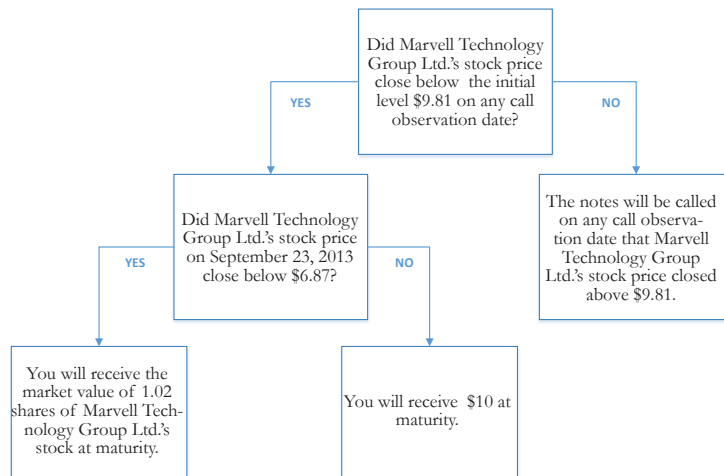 Did Marvell Technology
Group Ltd.'s stock price
close below the initial
level $9.81 on any call
observation date?
YES
NO
Did Marvell Technology
Group Ltd.'s stock price
on September 23, 2013
close below $6.87?
The notes will be called
on any call observa-
tion date that Marvell
Technology Group
Ltd.'s stock price closed
above $9.81.
YES
NO
You will receive the
market value of 1.02
shares of Marvell Tech-
nology Group Ltd.'s
stock at maturity.
You will receive $10 at
maturity.